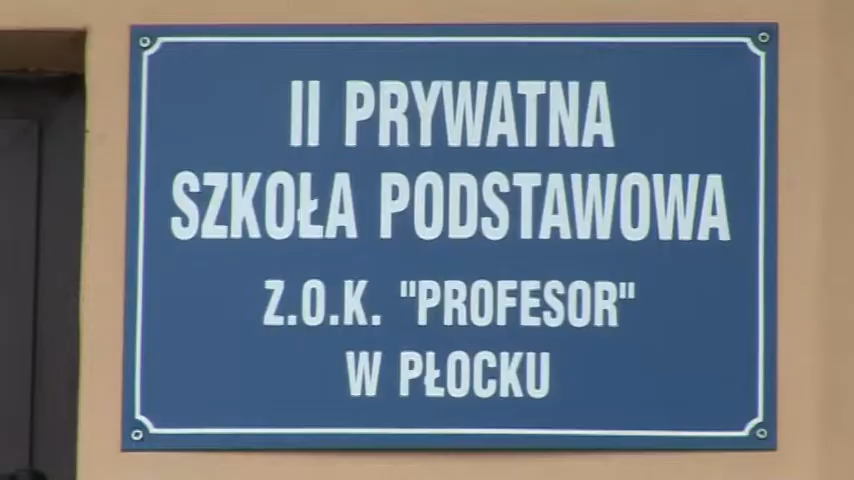 II PRYWATNA
SZKOŁA PODSTAWOWA
Z.O.K. "PROFESOR"
W PŁOCKU